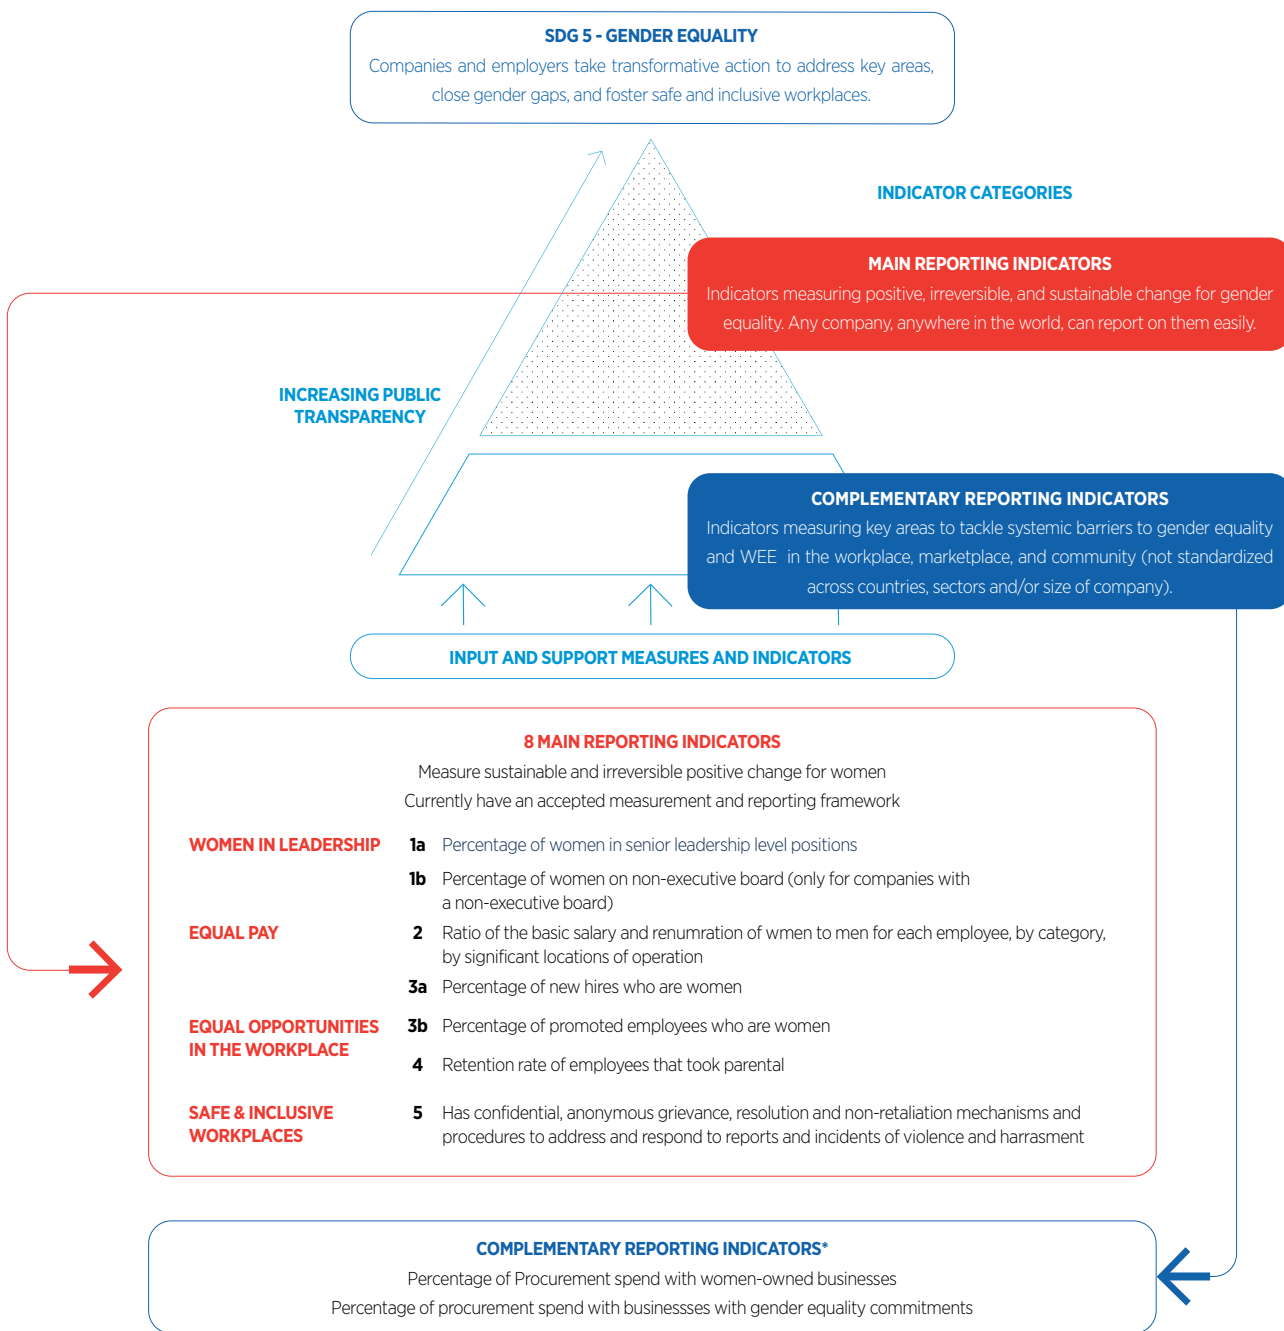 SDG 5 - GENDER EQUALITY
Companies and employers take transformative action to address key areas,
close gender gaps, and foster safe and inclusive workplaces.
INDICATOR CATEGORIES
MAIN REPORTING INDICATORS
Indicators measuring positive, irreversible, and sustainable change for gender
equality. Any company, anywhere in the world, can report on them easily.
INCREASING PUBLIC
TRANSPARENCY
COMPLEMENTARY REPORTING INDICATORS
Indicators measuring key areas to tackle systemic barriers to gender equality
and WEE in the workplace, marketplace, and community (not standardized
across countries, sectors and/or size of company).
INPUT AND SUPPORT MEASURES AND INDICATORS
8 MAIN REPORTING INDICATORS
Measure sustainable and irreversible positive change for women
Currently have an accepted measurement and reporting framework
WOMEN IN LEADERSHIP 1a Percentage of women in senior leadership level positions
1b Percentage of women on non-executive board (only for companies with
a non-executive board)
EQUAL PAY 2 Ratio of the basic salary and renumration of wmen to men for each employee, by category,
by significant locations of operation
3a Percentage of new hires who are women
EQUAL OPPORTUNITIES
IN THE WORKPLACE
3b Percentage of promoted employees who are women
4 Retention rate of employees that took parental
SAFE & INCLUSIVE
WORKPLACES
5 Has confidential, anonymous grievance, resolution and non-retaliation mechanisms and
procedures to address and respond to reports and incidents of violence and harrasment
COMPLEMENTARY REPORTING INDICATORS*
Percentage of Procurement spend with women-owned businesses
Percentage of procurement spend with businessses with gender equality commitments